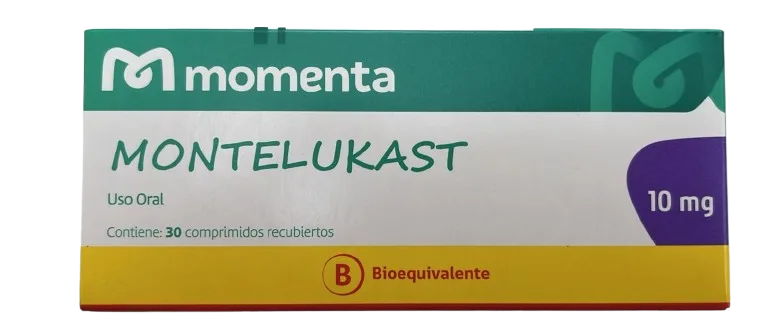 momenta
MONTELUKAST
Uso Oral
10 mg
Contiene: 30 comprimidos recubiertos
B Bioequivalente